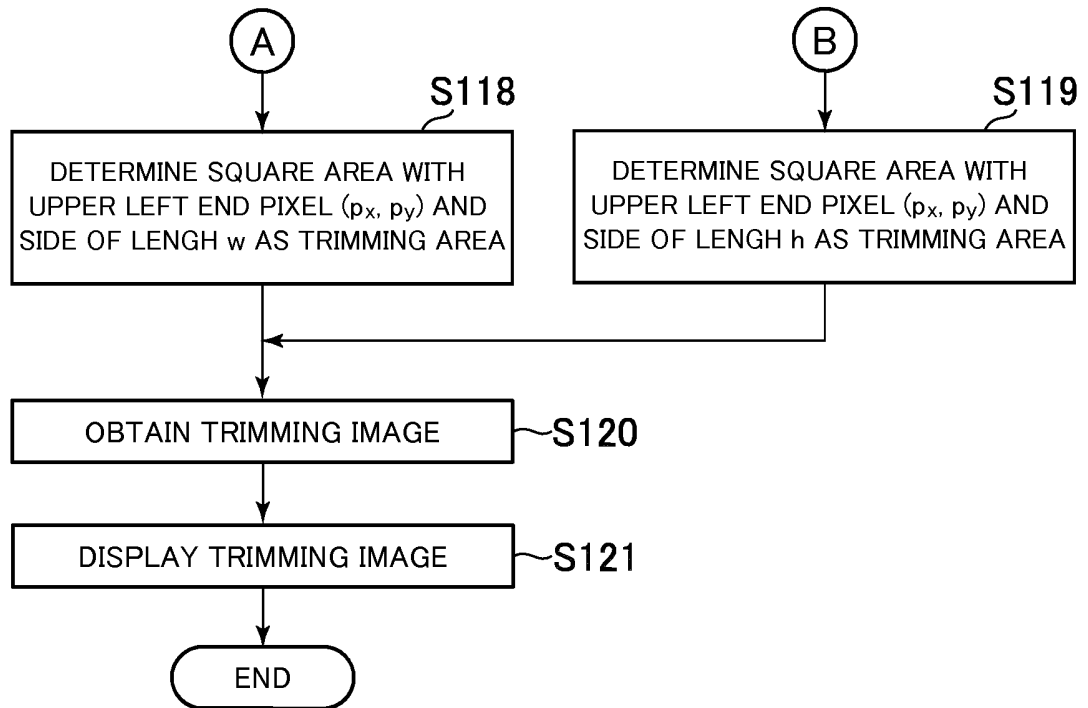 A
S118
DETERMINE SQUARE AREA WITH
UPPER LEFT END PIXEL (px, py) AND
SIDE OF LENGH w AS TRIMMING AREA
B
S119
DETERMINE SQUARE AREA WITH
UPPER LEFT END PIXEL (px, py) AND
SIDE OF LENGH h AS TRIMMING AREA
OBTAIN TRIMMING IMAGE
S120
DISPLAY TRIMMING IMAGE
S121
END